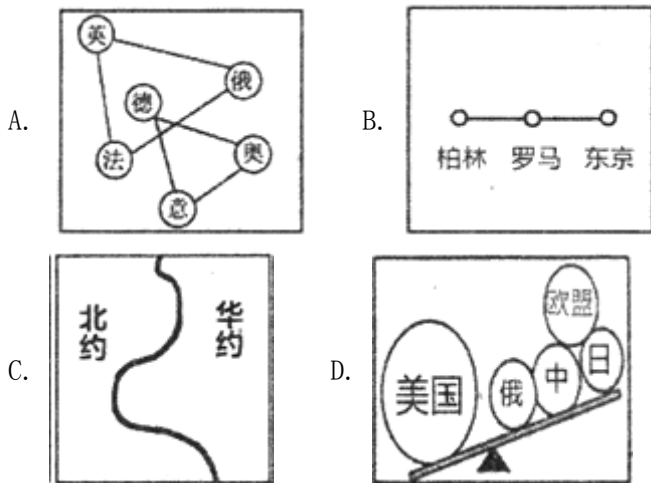 A.
英
俄
德
法
奥
意
B.
柏林 罗马 东京
C.
北约
华约
D.
美国
俄
中
日
欧盟